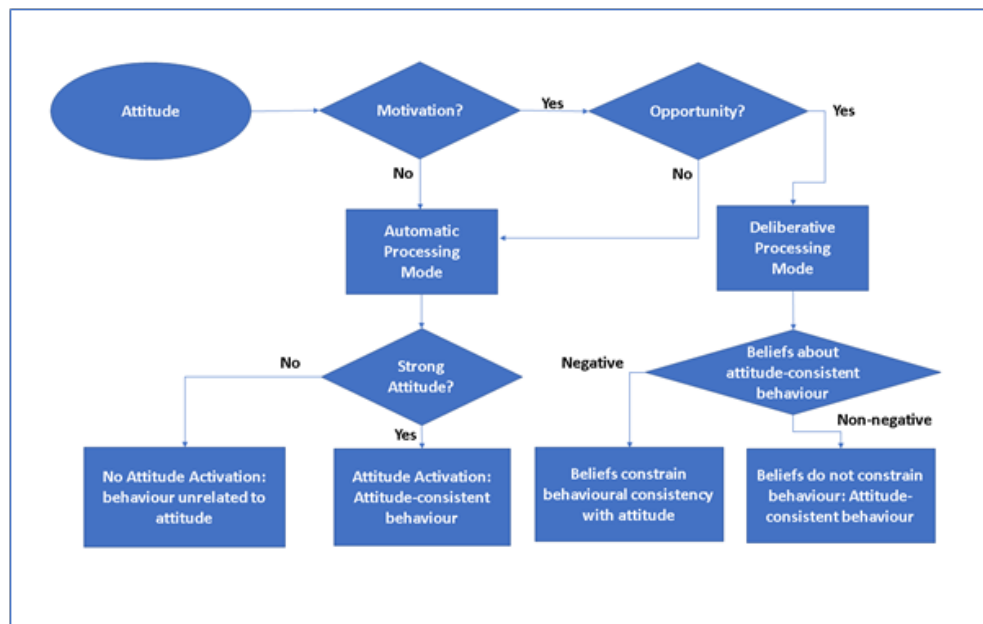 Attitude
Motivation?
Yes
Opportunity?
Yes
No
No
Automatic
Processing
Mode
Deliberative
Processing
Mode
No
Strong
Attitude?
Yes
Negative
Beliefs about
attitude-consistent
behaviour
Non-negative
No Attitude Activation:
behaviour unrelated to
attitude
Attitude Activation:
Attitude-consistent
behaviour
Beliefs constrain
behavioural consistency
with attitude
Beliefs do not constrain
behaviour: Attitude-
consistent behaviour